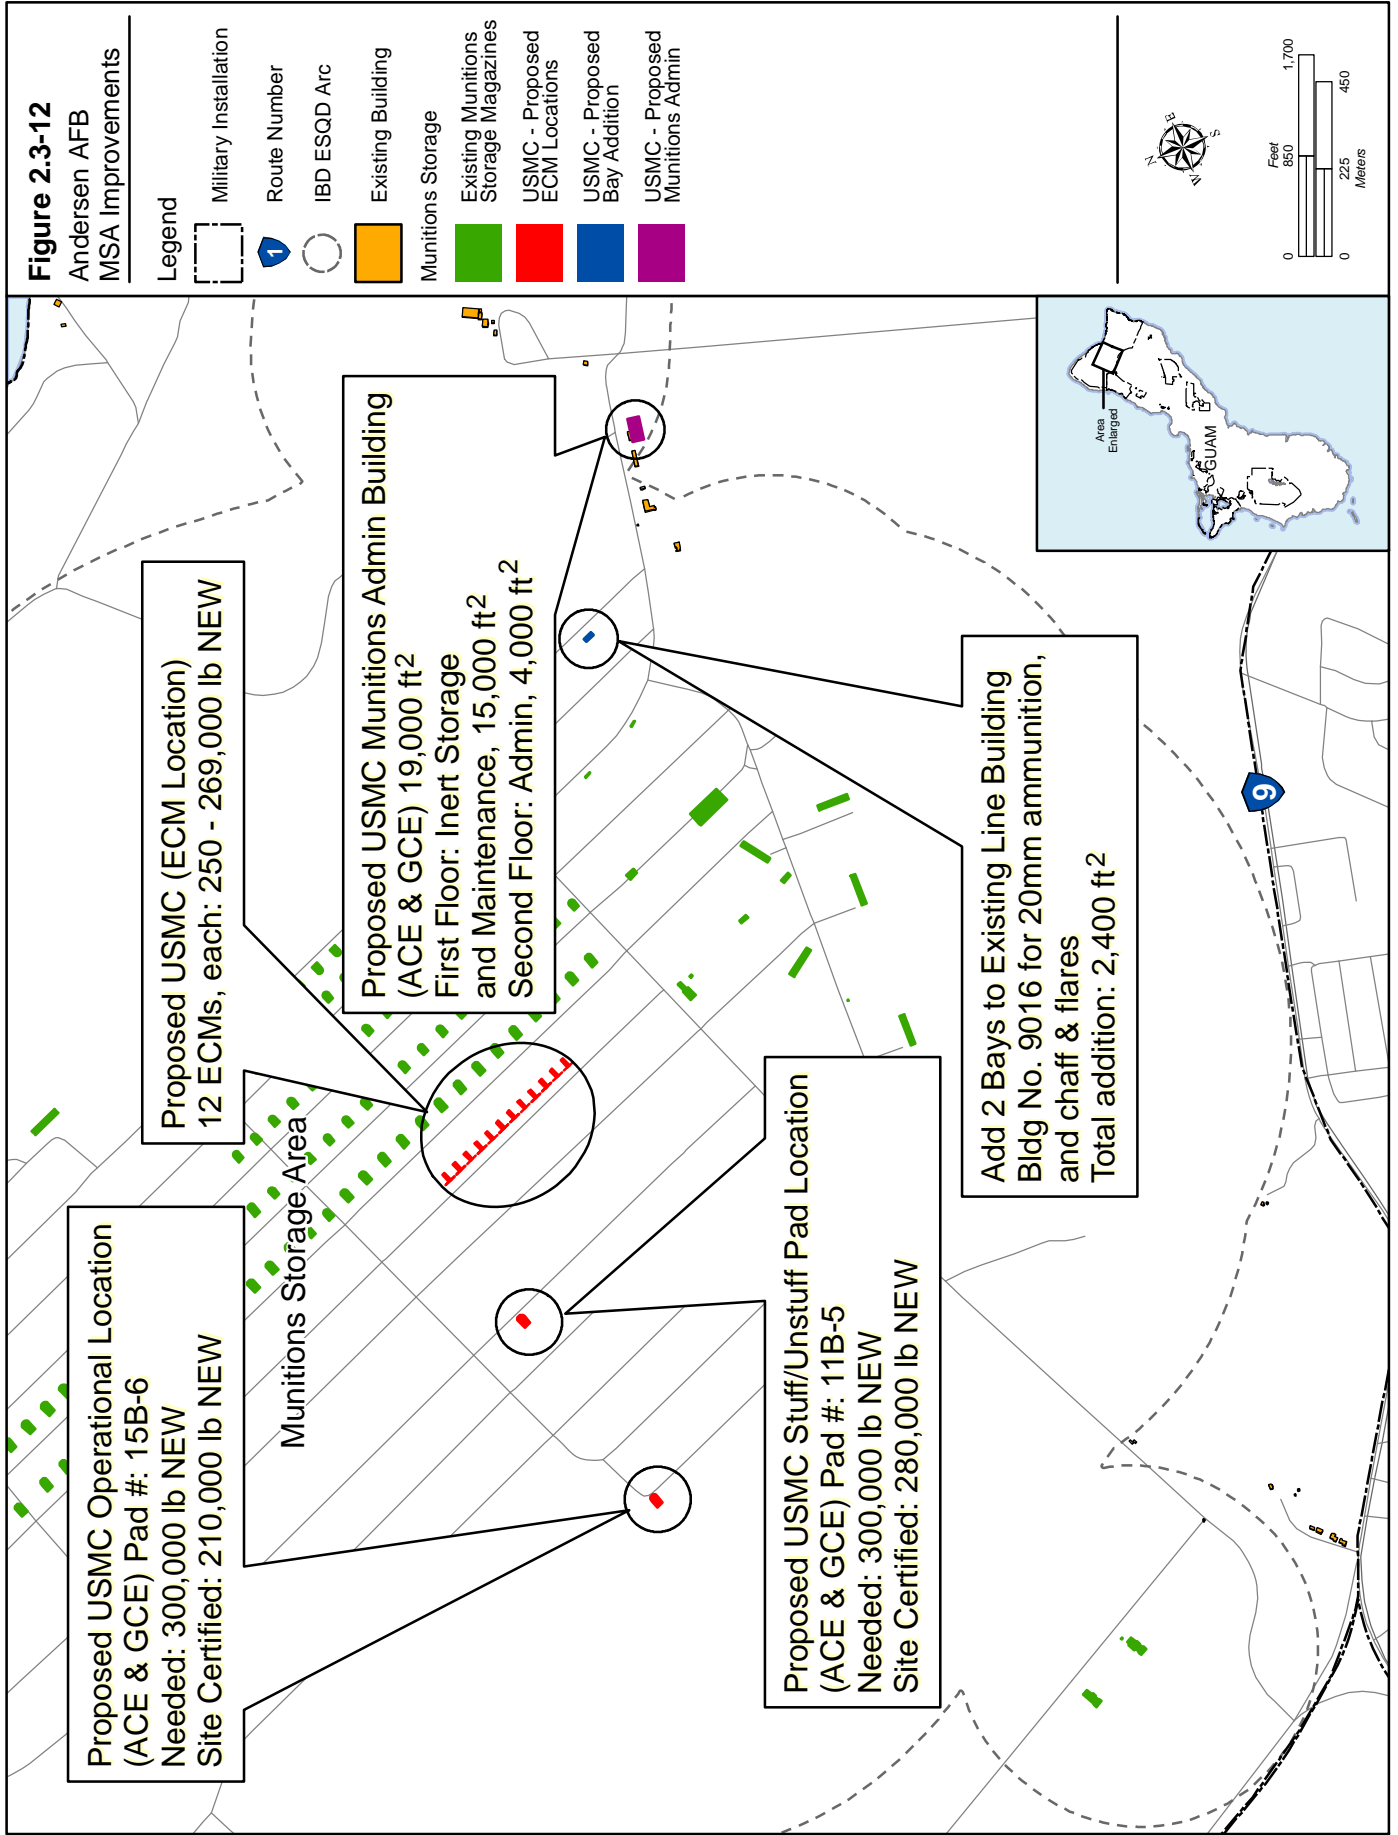 Figure 2.3-12
Andersen AFB
MSA Improvements
Legend
Military Installation
1
Route Number
IBD ESQD Arc
Existing Building
Munitions Storage
Existing Munitions
Storage Magazines
USMC - Proposed
ECM Locations
USMC - Proposed
Bay Addition
USMC - Proposed
Munitions Admin
N
E
S
W
Feet
0 850 1,700
0 225 450
Meters
Proposed USMC Operational Location
(ACE & GCE) Pad #: 15B-6
Needed: 300,000 lb NEW
Site Certified: 210,000 lb NEW
Proposed USMC (ECM Location)
12 ECMs, each: 250 - 269,000 lb NEW
Munitions Storage Area
Proposed USMC Munitions Admin Building
(ACE & GCE) 19,000 ft²
First Floor: Inert Storage
and Maintenance, 15,000 ft²
Second Floor: Admin, 4,000 ft²
Proposed USMC Stuff/Unstuff Pad Location
(ACE & GCE) Pad #: 11B-5
Needed: 300,000 lb NEW
Site Certified: 280,000 lb NEW
Add 2 Bays to Existing Line Building
Bldg No. 9016 for 20mm ammunition,
and chaff & flares
Total addition: 2,400 ft²
9
Area
Enlarged
GUAM